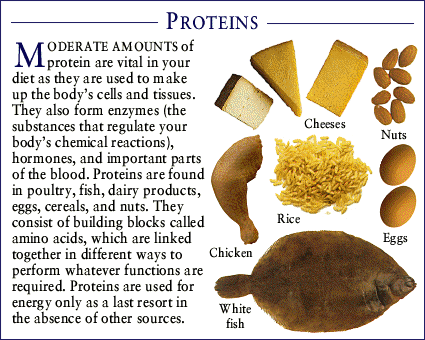 PROTEINS
MODERATE AMOUNTS of
protein are vital in your
diet as they are used to make
up the body's cells and tissues.
They also form enzymes (the
substances that regulate your
body's chemical reactions),
hormones, and important parts
of the blood. Proteins are found
in poultry, fish, dairy products,
eggs, cereals, and nuts. They
consist of building blocks called
amino acids, which are linked
together in different ways to
perform whatever functions are
required. Proteins are used for
energy only as a last resort in
the absence of other sources.
Cheeses
Nuts
Rice
Eggs
Chicken
White
fish